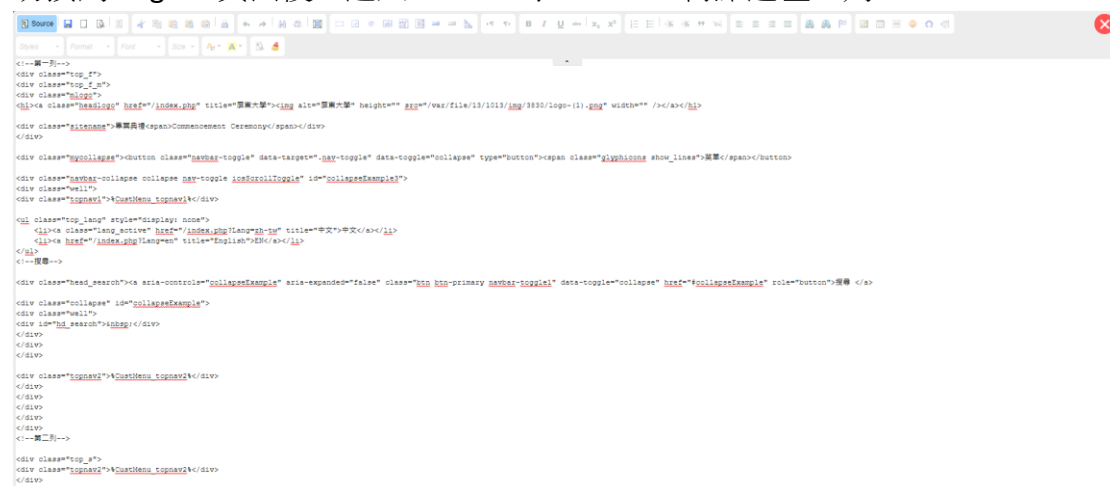 Source
Styles Format Font Size
<!--第一列-->
<div class="top_f">
<div class="top_f_m">
<div class="mlogo">
<h1><a class="headlogo" href="/index.php" title="屏東大學"><img alt="屏東大學" height="" src="/var/file/13/1013/img/3830/logo-(1).png" width="" /></a></h1>
<div class="sitename">畢業典禮<span>Commencement Ceremony</span></div>
</div>
<div class="mycollapse"><button class="navbar-toggle" data-target=".nav-toggle" data-toggle="collapse" type="button"><span class="glyphicons show_lines">菜單</span></button>
<div class="navbar-collapse collapse nav-toggle iosScrollToggle" id="collapseExample3">
<div class="well">
<div class="topnav1">%CustMenu_topnav1%</div>
<ul class="top_lang" style="display: none">
<li><a class="lang_active" href="/index.php?Lang=zh-tw" title="中文">中文</a></li>
<li><a href="/index.php?Lang=en" title="English">EN</a></li>
</ul>
<!--搜尋-->
<div class="head_search"><a aria-controls="collapseExample" aria-expanded="false" class="btn btn-primary navbar-toggle1" data-toggle="collapse" href="#collapseExample" role="button">搜尋 </a>
<div class="collapse" id="collapseExample">
<div class="well">
<div id="hd_search">&nbsp;</div>
</div>
</div>
</div>
<div class="topnav2">%CustMenu_topnav2%</div>
</div>
</div>
</div>
</div>
<!--第二列-->
<div class="top_s">
<div class="topnav2">%CustMenu_topnav2%</div>
</div>